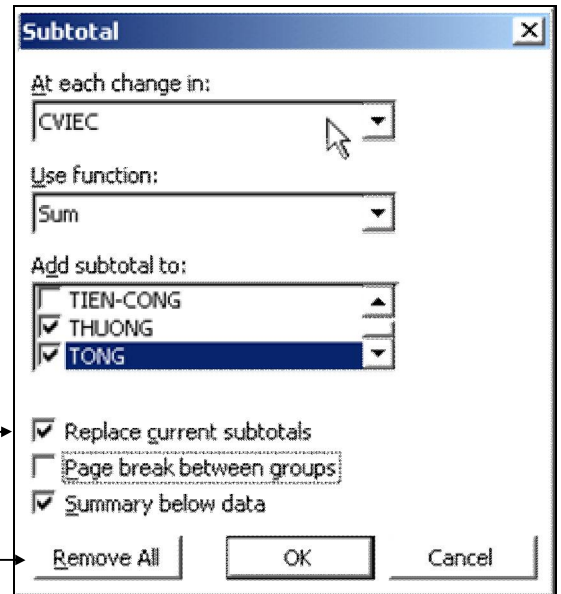 Subtotal
At each change in:
CVIEC
Use function:
Sum
Add subtotal to:
TIEN-CONG
THUONG
TONG
Replace current subtotals
Page break between groups
Summary below data
Remove All OK Cancel